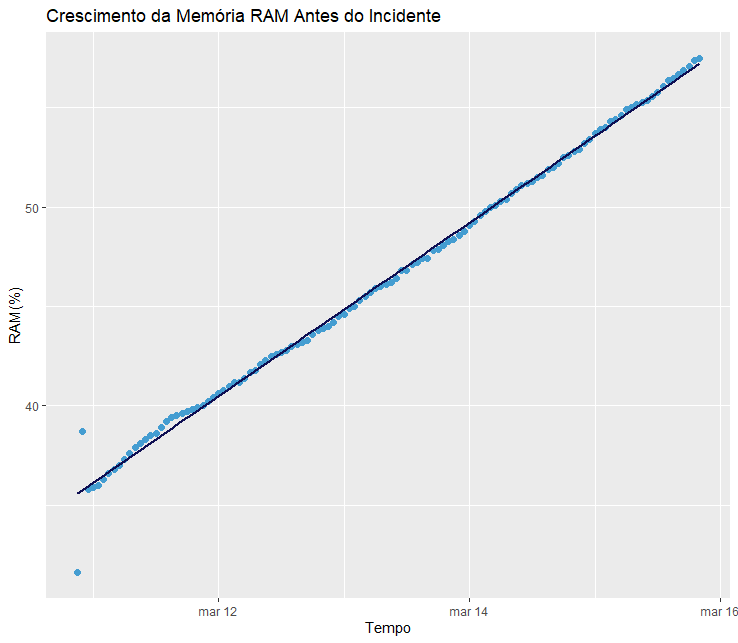 Crescimento da Memória RAM Antes do Incidente
RAM (%)
50
40
mar 12
mar 14
mar 16
Tempo